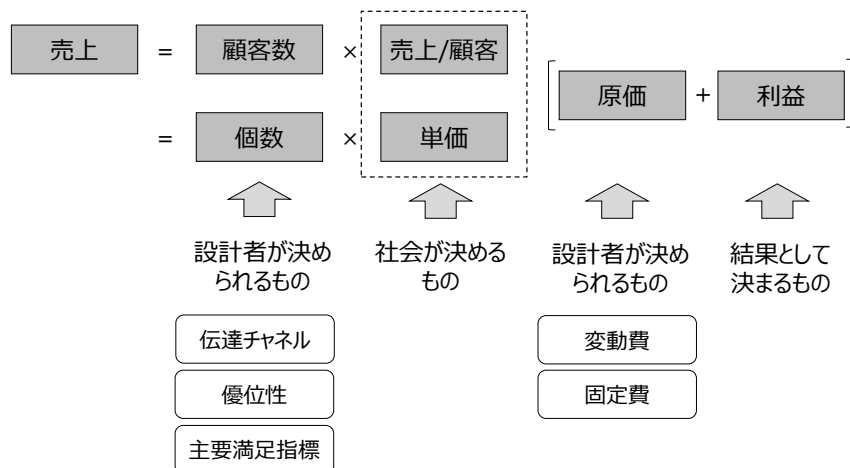 売上 = 顧客数 × 売上/顧客
原価 + 利益
= 個数 × 単価
設計者が決め
られるもの
社会が決める
もの
設計者が決め
られるもの
結果として
決まるもの
伝達チャネル
優位性
主要満足指標
変動費
固定費